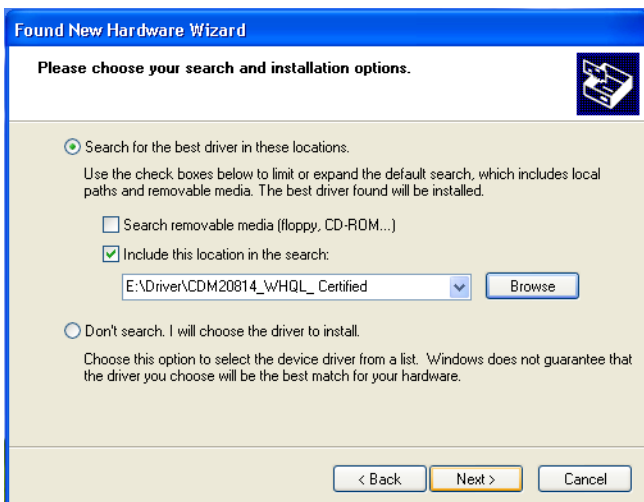 Found New Hardware Wizard
Please choose your search and installation options.
Search for the best driver in these locations.
Use the check boxes below to limit or expand the default search, which includes local
paths and removable media. The best driver found will be installed.
Search removable media (floppy, CD-ROM...)
Include this location in the search:
E:\Driver\CDM20814_WHQL_ Certified
Browse
Don't search. I will choose the driver to install.
Choose this option to select the device driver from a list. Windows does not guarantee that
the driver you choose will be the best match for your hardware.
< Back Next > Cancel